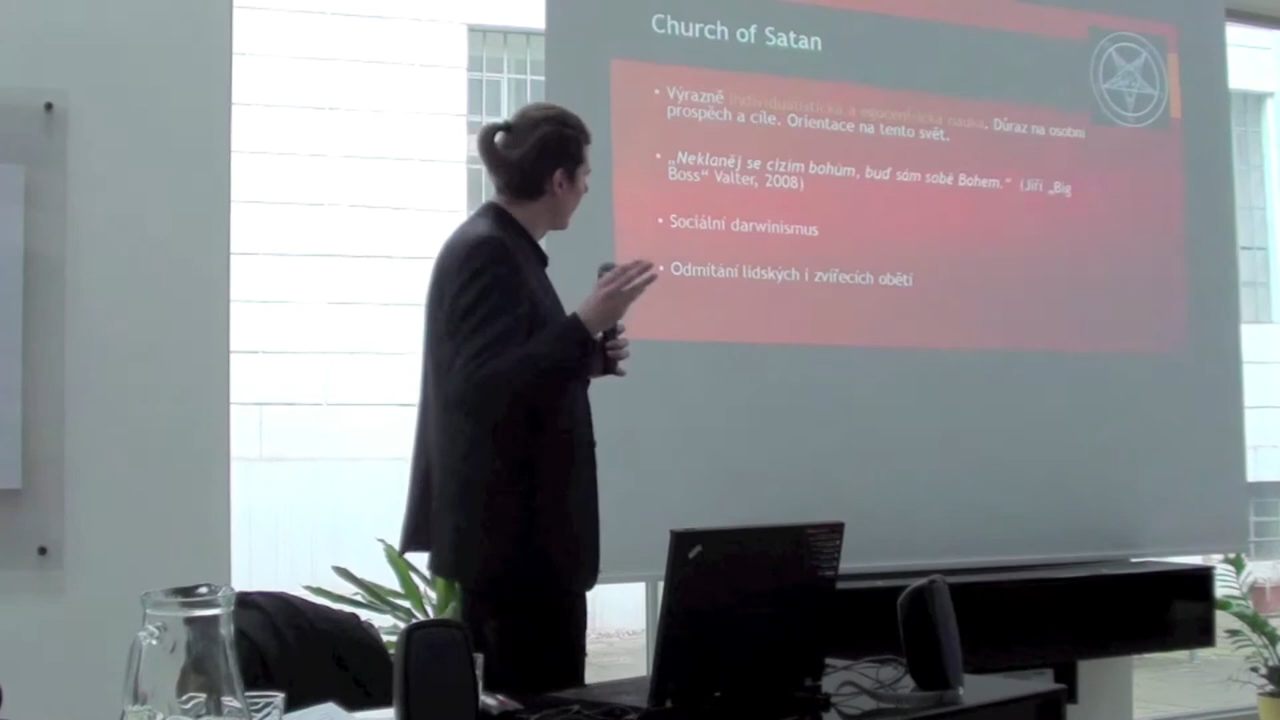 Church of Satan
• Výrazně individualistická a egocentrická nauka. Důraz na osobní
prospěch a cíle. Orientace na tento svět.
• „Neklaněj se cizím bohům, buď sám sobě Bohem.“ (Jiří „Big
Boss“ Valter, 2008)
• Sociální darwinismus
• Odmítání lidských i zvířecích obětí